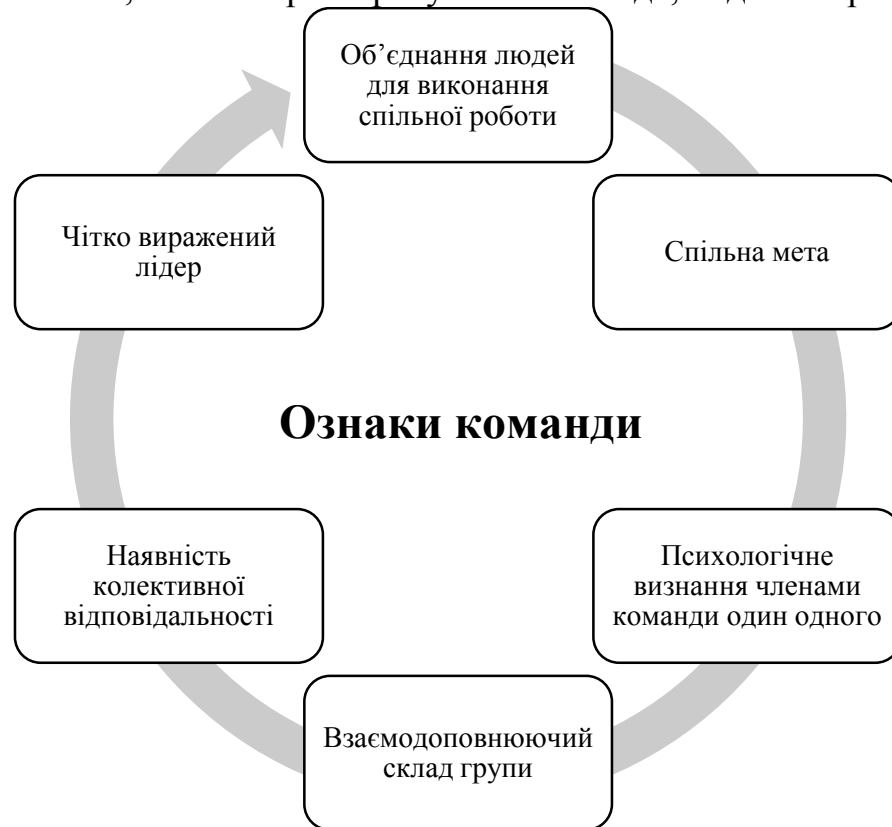 Об’єднання людей
для виконання
спільної роботи
Спільна мета
Психологічне
визнання членами
команди один одного
Взаємодоповнюючий
склад групи
Наявність
колективної
відповідальності
Чітко виражений
лідер
Ознаки команди